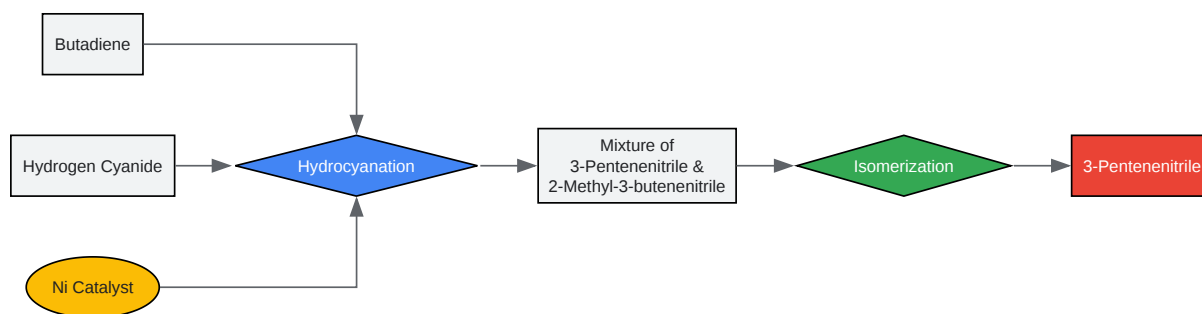 Butadiene
Hydrogen Cyanide
Hydrocyanation
Mixture of
3-Pentenenitrile &
2-Methyl-3-butenenitrile
Isomerization
3-Pentenenitrile
Ni Catalyst